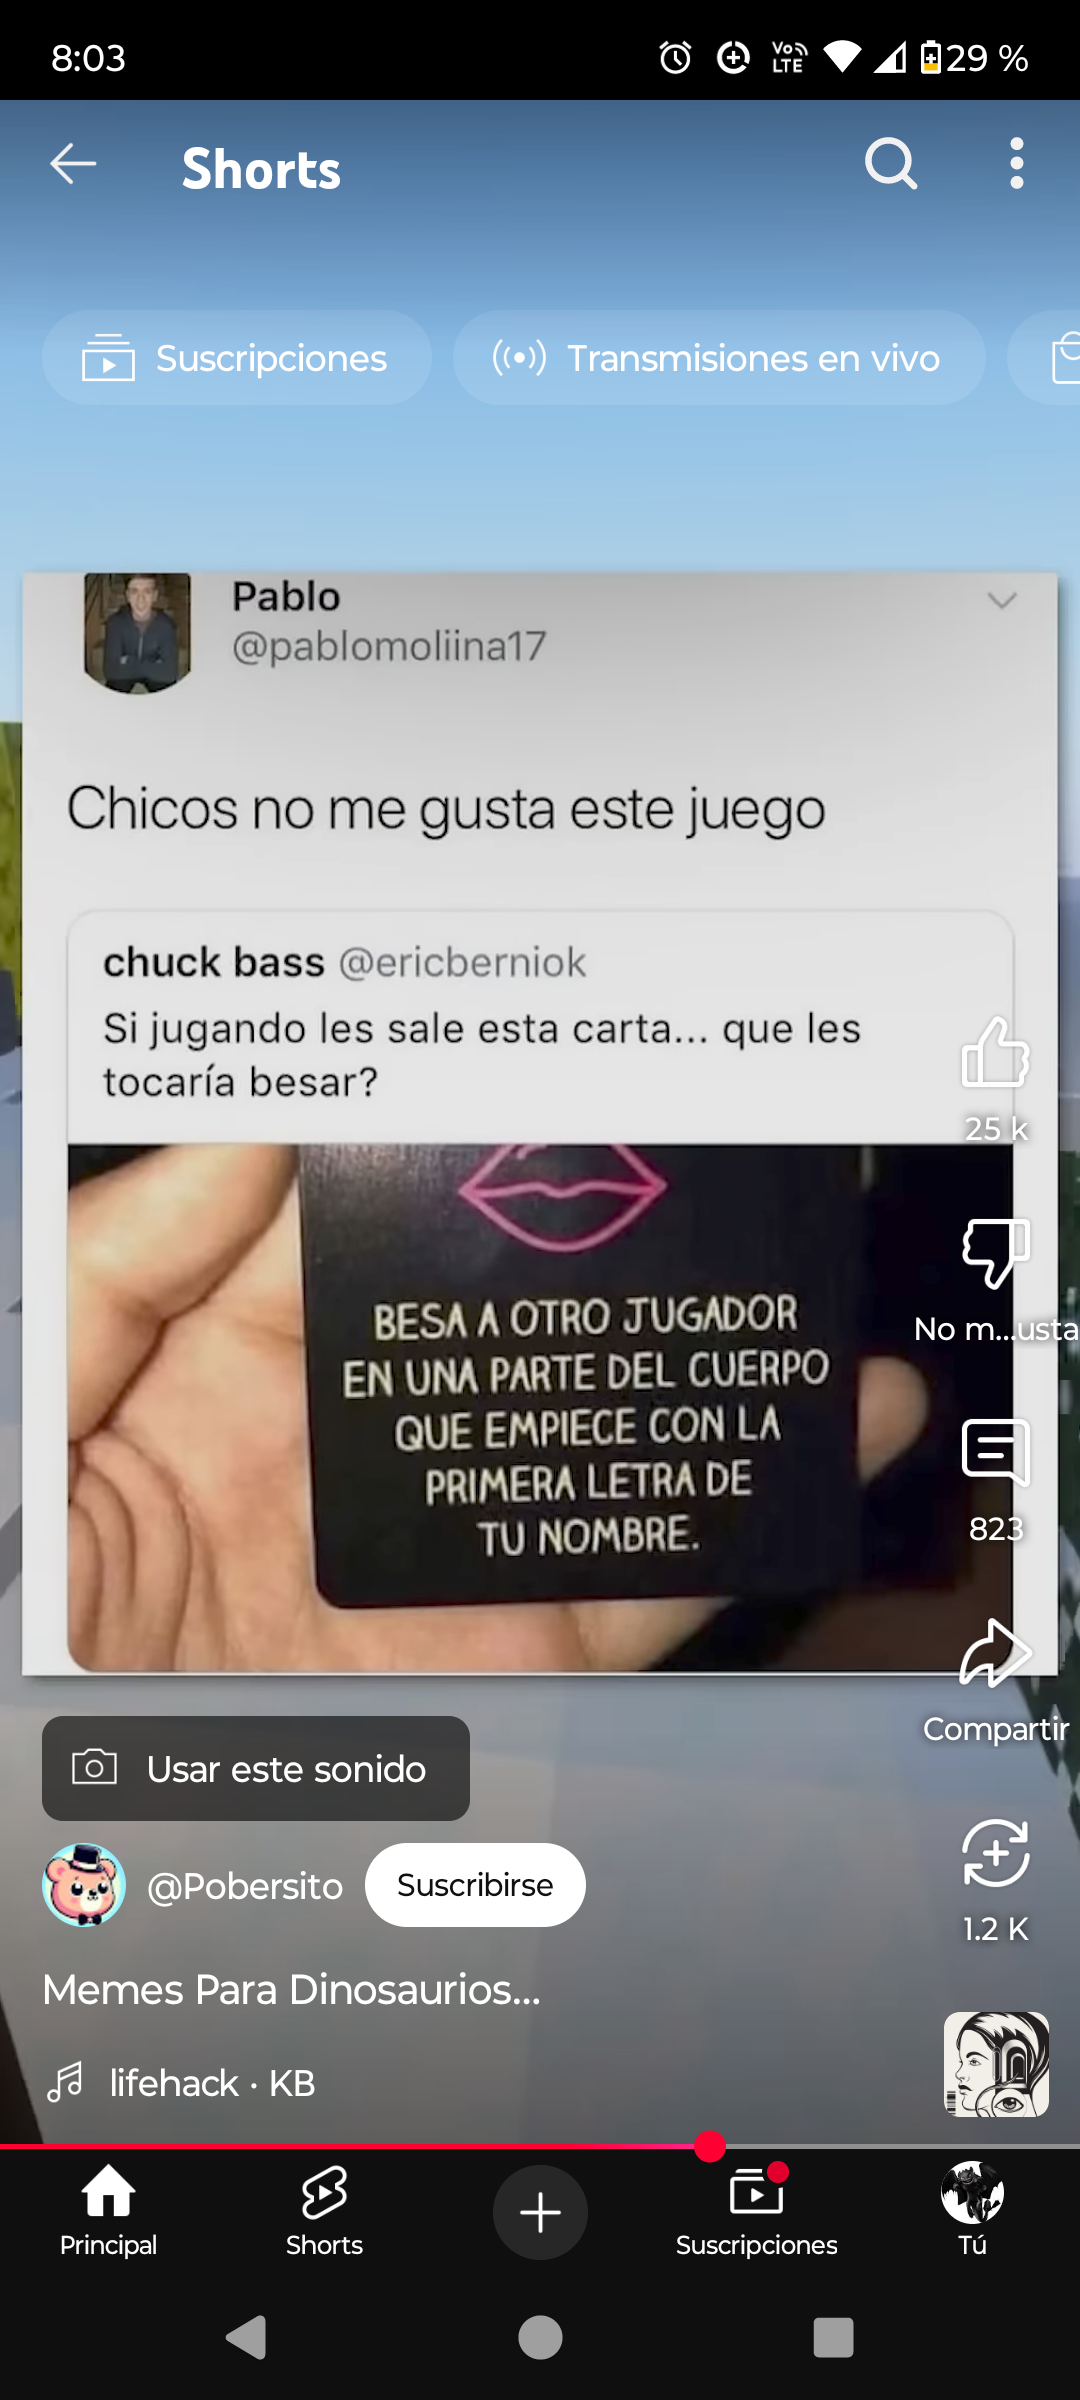 8:03
Vo LTE
29 %
Shorts
Suscripciones
Transmisiones en vivo
Pablo
@pablomoliina17
Chicos no me gusta este juego
chuck bass @ericberniok
Si jugando les sale esta carta... que les
tocaría besar?
BESA A OTRO JUGADOR
EN UNA PARTE DEL CUERPO
QUE EMPIECE CON LA
PRIMERA LETRA DE
TU NOMBRE.
25 k
No m...usta
823
Compartir
1.2 K
Usar este sonido
@Pobersito
Suscribirse
Memes Para Dinosaurios...
lifehack · KB
Principal
Shorts
Suscripciones
Tú